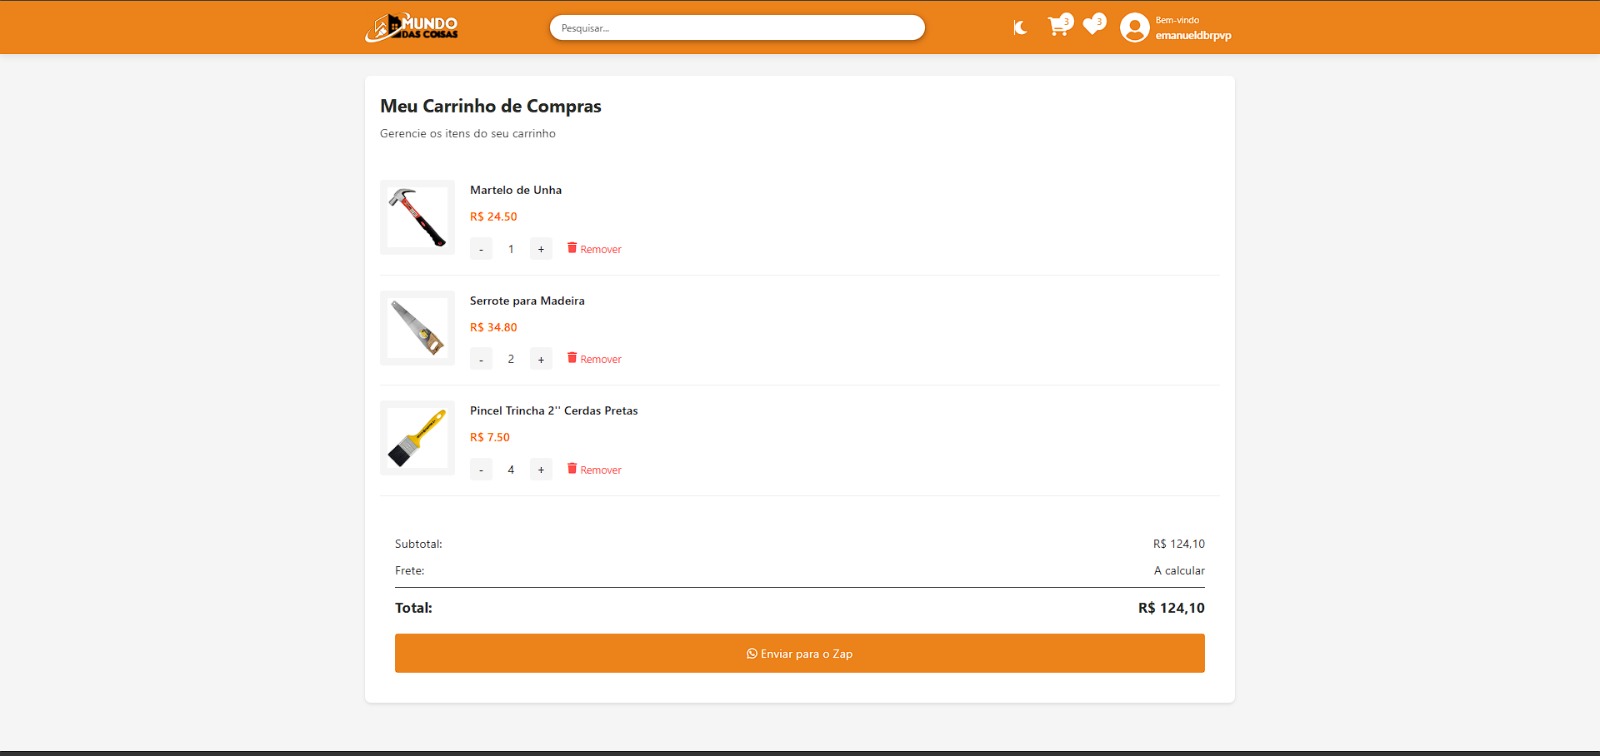 MUNDO
DAS COISAS
Pesquisar...
3
3
Bem-vindo
emanueldbrpvp
Meu Carrinho de Compras
Gerencie os itens do seu carrinho
Martelo de Unha
R$ 24.50
- 1 + Remover
Serrote para Madeira
R$ 34.80
- 2 + Remover
Pincel Trincha 2'' Cerdas Pretas
R$ 7.50
- 4 + Remover
Subtotal: R$ 124,10
Frete: A calcular
Total: R$ 124,10
Enviar para o Zap